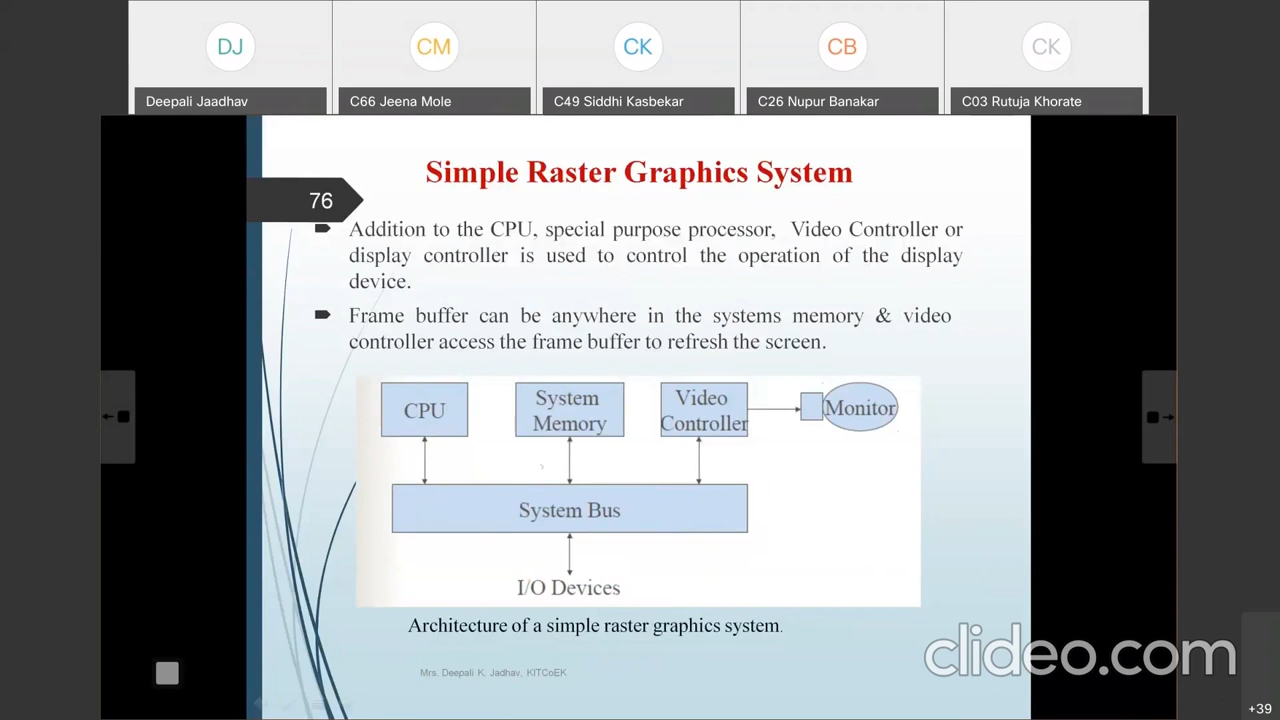 DJ
CM
CK
CB
CK
Deepali Jaadhav
C66 Jeena Mole
C49 Siddhi Kasbekar
C26 Nupur Banakar
C03 Rutuja Khorate
Simple Raster Graphics System
76
Addition to the CPU, special purpose processor, Video Controller or
display controller is used to control the operation of the display
device.
Frame buffer can be anywhere in the systems memory & video
controller access the frame buffer to refresh the screen.
CPU
System
Memory
Video
Controller
Monitor
System Bus
I/O Devices
Architecture of a simple raster graphics system.
Mrs. Deepali K. Jadhav, KITCoEK
clideo.com
+39